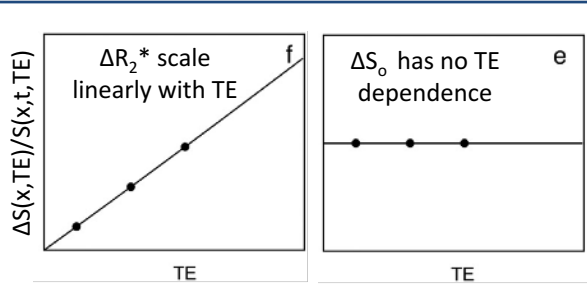 ΔS(x,TE)/S(x,t,TE)
ΔR₂* scale
linearly with TE
f
TE
ΔSₒ has no TE
dependence
e
TE